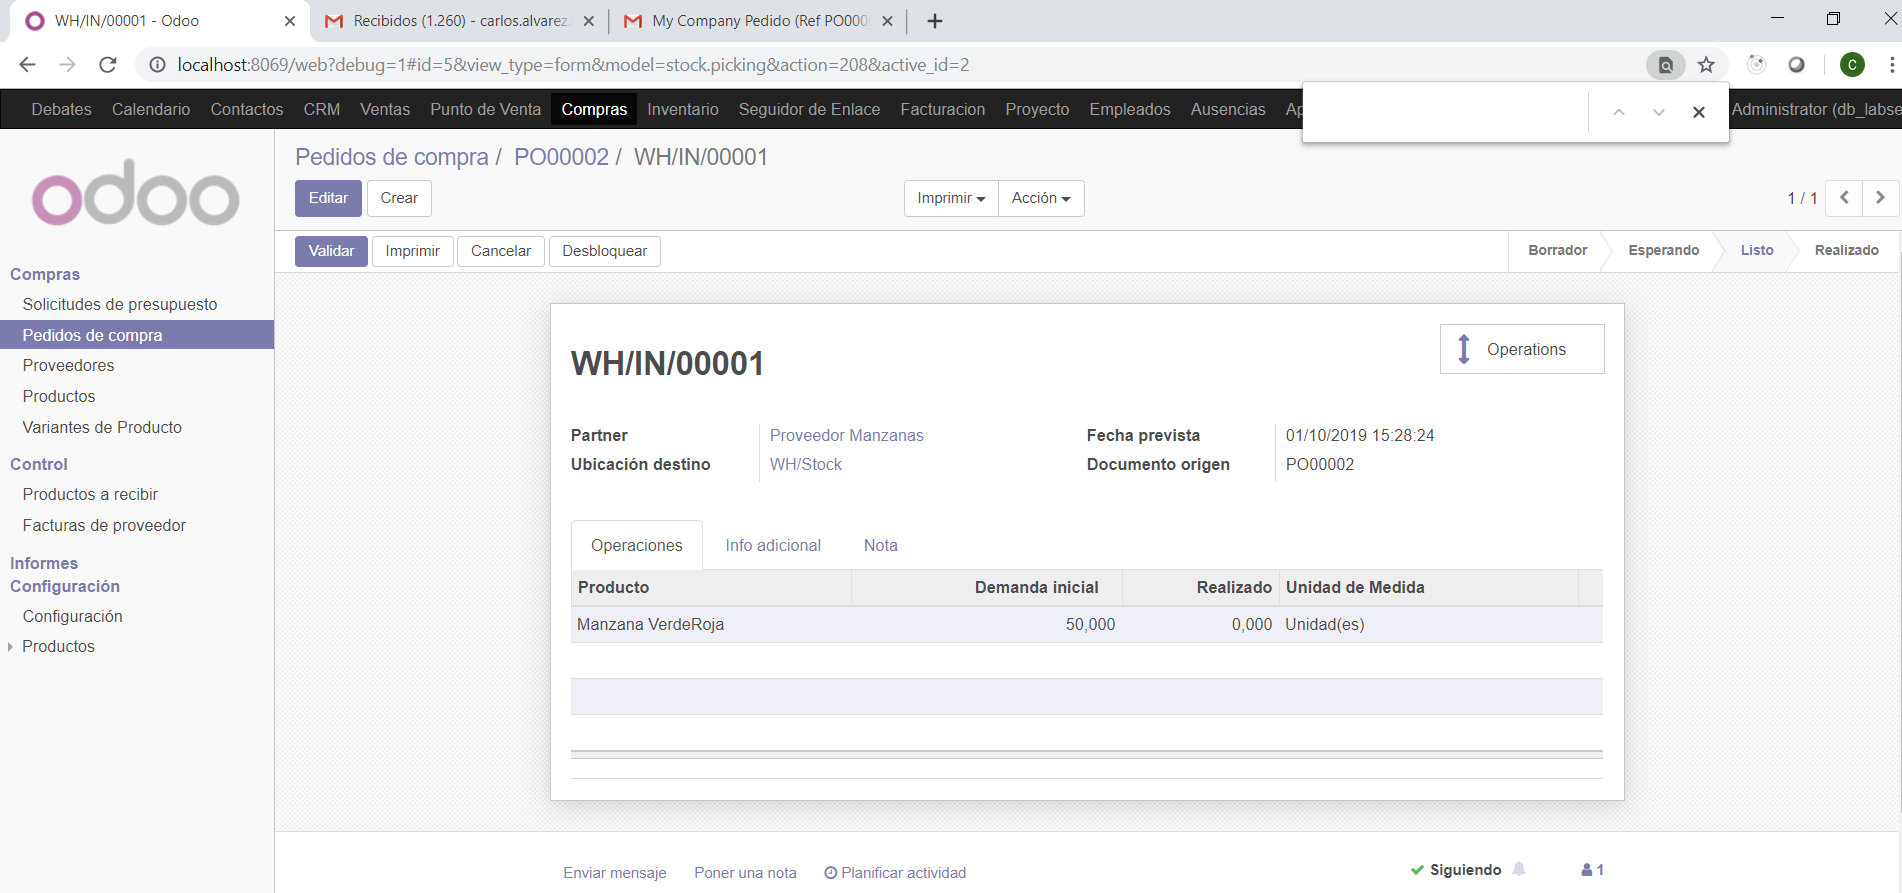 WH/IN/00001 - Odoo
Recibidos (1.260) - carlos.alvarez
My Company Pedido (Ref PO000
localhost:8069/web?debug=1#id=5&view_type=form&model=stock.picking&action=208&active_id=2
C
Debates Calendario Contactos CRM Ventas Punto de Venta Compras Inventario Seguidor de Enlace Facturacion Proyecto Empleados Ausencias Ap Administrator (db_labse
odoo
Pedidos de compra / PO00002 / WH/IN/00001
Editar Crear Imprimir Acción 1 / 1
Validar Imprimir Cancelar Desbloquear Borrador Esperando Listo Realizado
Compras
Solicitudes de presupuesto
Pedidos de compra
Proveedores
Productos
Variantes de Producto
Control
Productos a recibir
Facturas de proveedor
Informes
Configuración
Configuración
Productos
Operations
WH/IN/00001
Partner Proveedor Manzanas Fecha prevista 01/10/2019 15:28:24
Ubicación destino WH/Stock Documento origen PO00002
Operaciones Info adicional Nota
Producto Demanda inicial Realizado Unidad de Medida
Manzana VerdeRoja 50,000 0,000 Unidad(es)
Enviar mensaje Poner una nota Planificar actividad Siguiendo 1